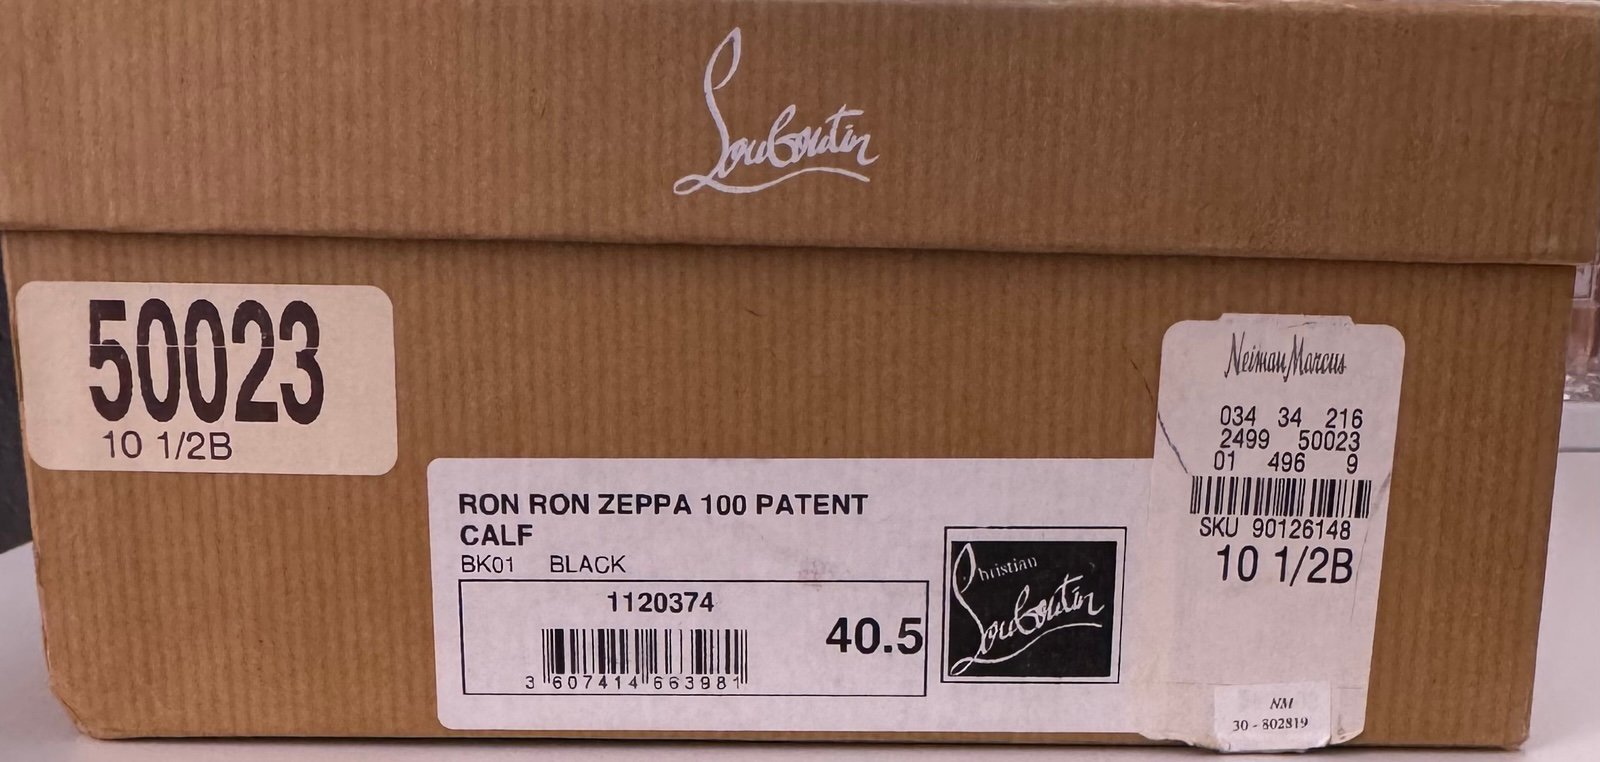 Louboutin
50023
10 1/2B
RON RON ZEPPA 100 PATENT
CALF
BK01 BLACK
1120374
40.5
3 607414 663981
Christian
Louboutin
Neiman Marcus
034 34 216
2499 50023
01 496 9
SKU 90126148
10 1/2B
NM
30 - 802819